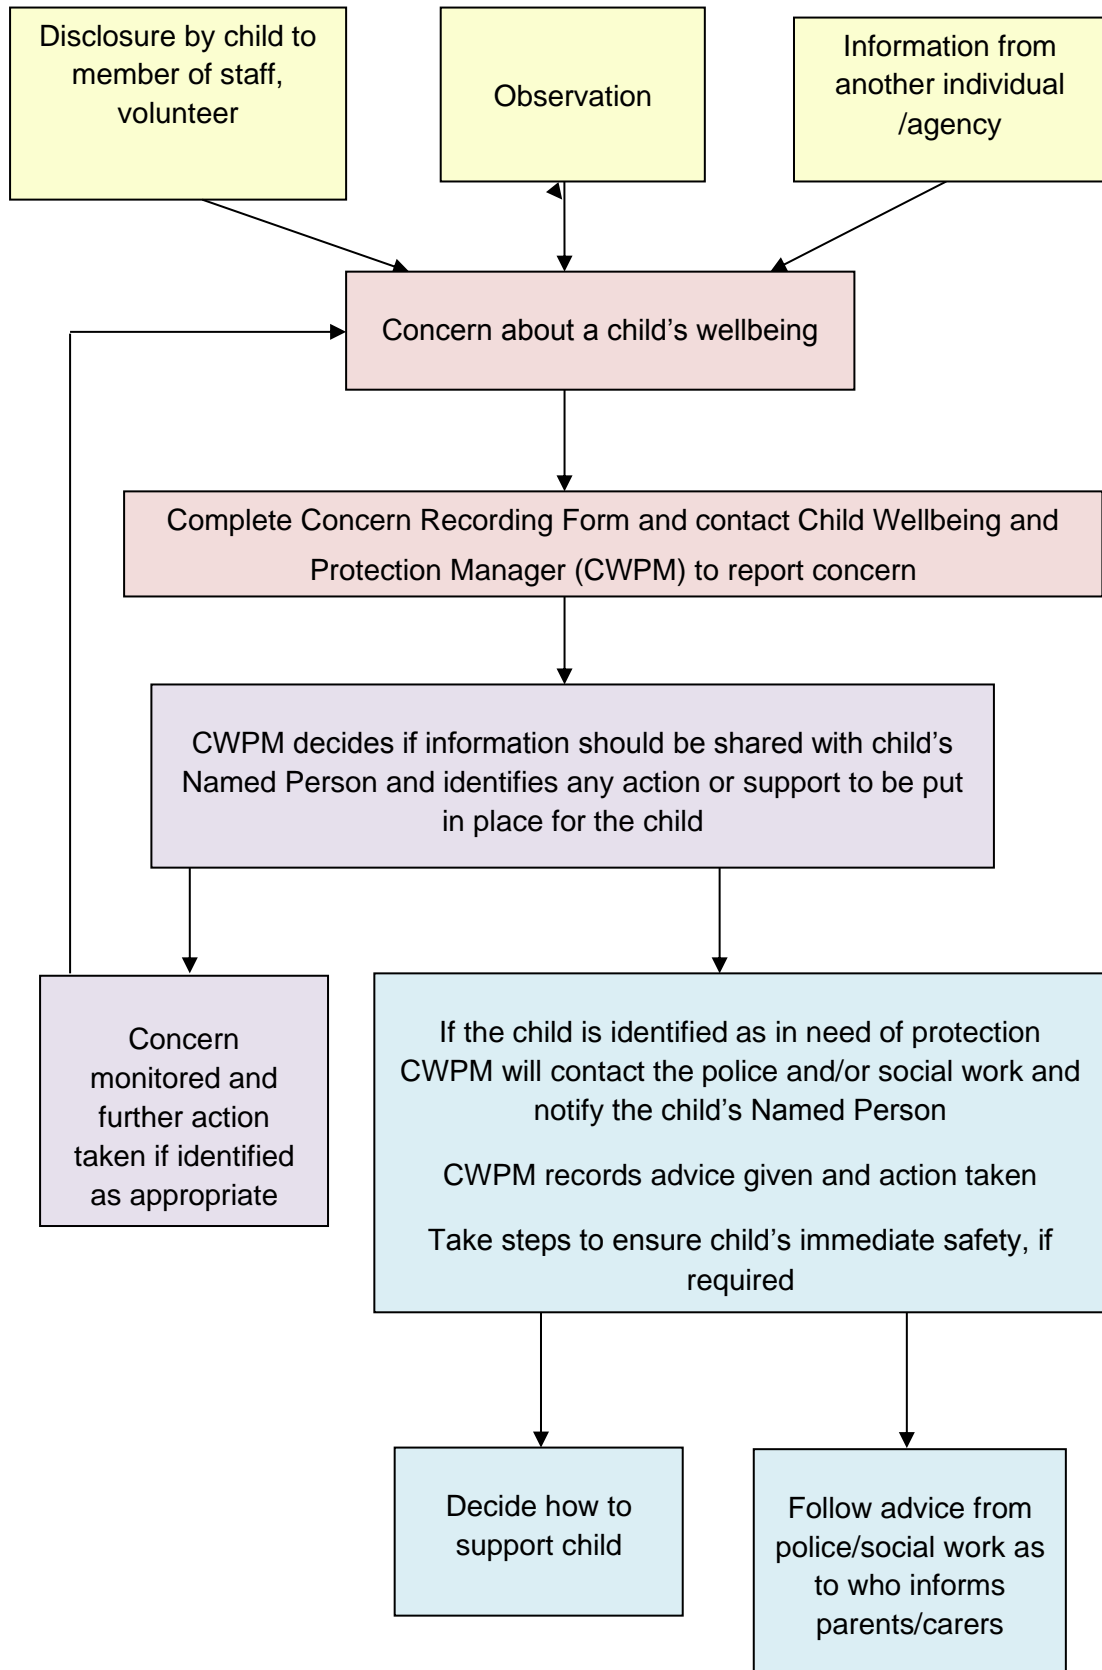 Disclosure by child to
member of staff,
volunteer
Observation
Information from
another individual
/agency
Concern about a child’s wellbeing
Complete Concern Recording Form and contact Child Wellbeing and
Protection Manager (CWPM) to report concern
CWPM decides if information should be shared with child’s
Named Person and identifies any action or support to be put
in place for the child
Concern
monitored and
further action
taken if identified
as appropriate
If the child is identified as in need of protection
CWPM will contact the police and/or social work and
notify the child’s Named Person
CWPM records advice given and action taken
Take steps to ensure child’s immediate safety, if
required
Decide how to
support child
Follow advice from
police/social work as
to who informs
parents/carers